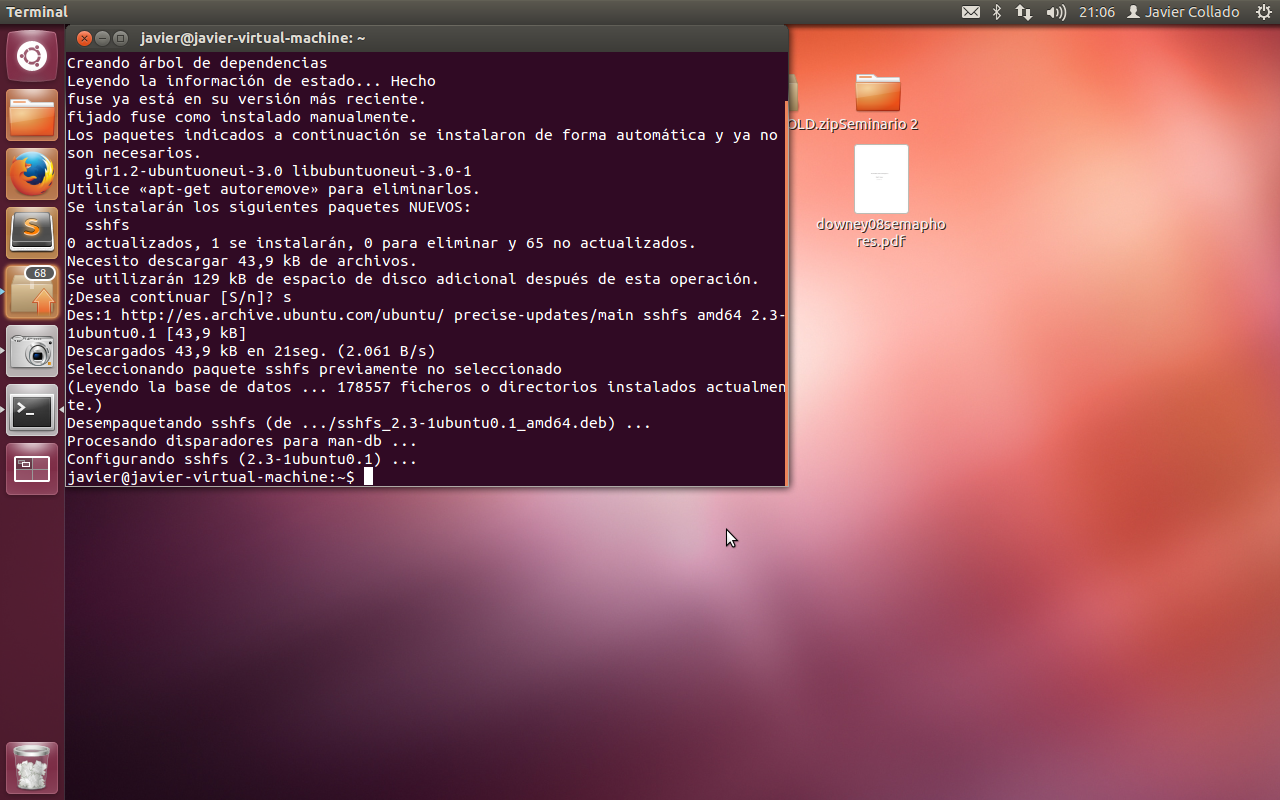 Terminal
21:06
Javier Collado
javier@javier-virtual-machine: ~
Creando árbol de dependencias
Leyendo la información de estado... Hecho
fuse ya está en su versión más reciente.
fijado fuse como instalado manualmente.
Los paquetes indicados a continuación se instalaron de forma automática y ya no
son necesarios.
  gir1.2-ubuntuoneui-3.0 libubuntuoneui-3.0-1
Utilice «apt-get autoremove» para eliminarlos.
Se instalarán los siguientes paquetes NUEVOS:
  sshfs
0 actualizados, 1 se instalarán, 0 para eliminar y 65 no actualizados.
Necesito descargar 43,9 kB de archivos.
Se utilizarán 129 kB de espacio de disco adicional después de esta operación.
¿Desea continuar [S/n]? s
Des:1 http://es.archive.ubuntu.com/ubuntu/ precise-updates/main sshfs amd64 2.3-
1ubuntu0.1 [43,9 kB]
Descargados 43,9 kB en 21seg. (2.061 B/s)
Seleccionando paquete sshfs previamente no seleccionado
(Leyendo la base de datos ... 178557 ficheros o directorios instalados actualmen
te.)
Desempaquetando sshfs (de .../sshfs_2.3-1ubuntu0.1_amd64.deb) ...
Procesando disparadores para man-db ...
Configurando sshfs (2.3-1ubuntu0.1) ...
javier@javier-virtual-machine:~$
OLD.zip
Seminario 2
downey08semapho
res.pdf
68
S